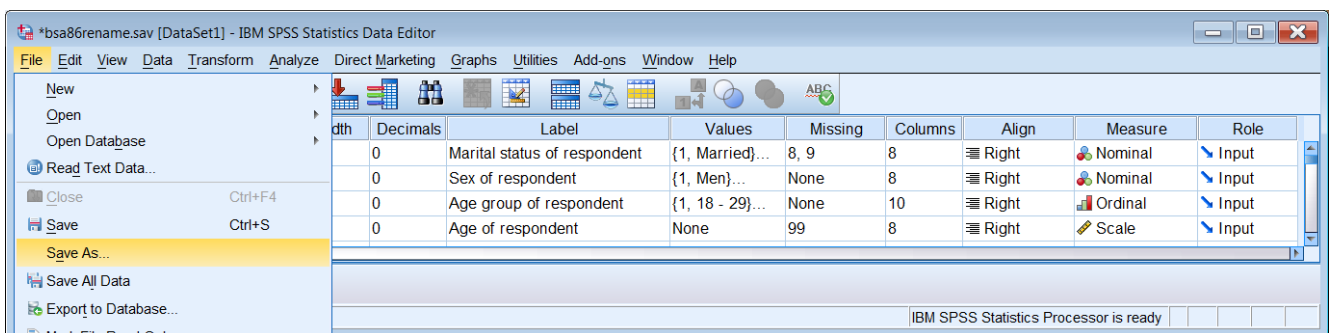 *bsa86rename.sav [DataSet1] - IBM SPSS Statistics Data Editor
File Edit View Data Transform Analyze Direct Marketing Graphs Utilities Add-ons Window Help
New
Open
Open Database
Read Text Data...
Close Ctrl+F4
Save Ctrl+S
Save As...
Save All Data
Export to Database...
dth Decimals Label Values Missing Columns Align Measure Role
0 Marital status of respondent {1, Married}... 8, 9 8 Right Nominal Input
0 Sex of respondent {1, Men}... None 8 Right Nominal Input
0 Age group of respondent {1, 18 - 29}... None 10 Right Ordinal Input
0 Age of respondent None 99 8 Right Scale Input
IBM SPSS Statistics Processor is ready